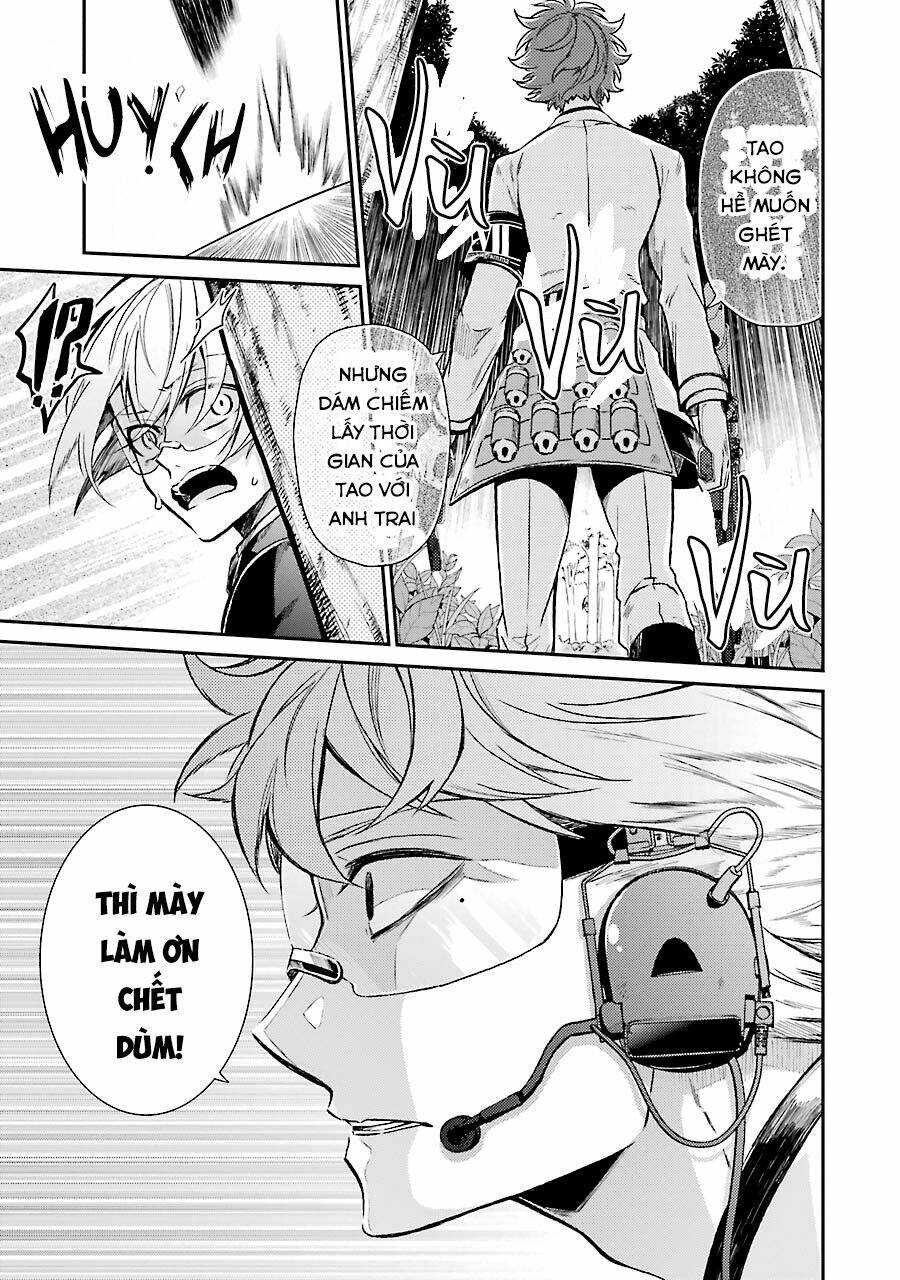 TAO
KHÔNG
HỀ MUỐN
GHÉT
MÀY.
VÙ
VÙ
VÙ
HỤYCH
NHƯNG
DÁM CHIẾM
LẤY THỜI
GIAN CỦA
TAO VỚI
ANH TRAI
!?
THÌ MÀY
LÀM ƠN
CHẾT
DÙM!